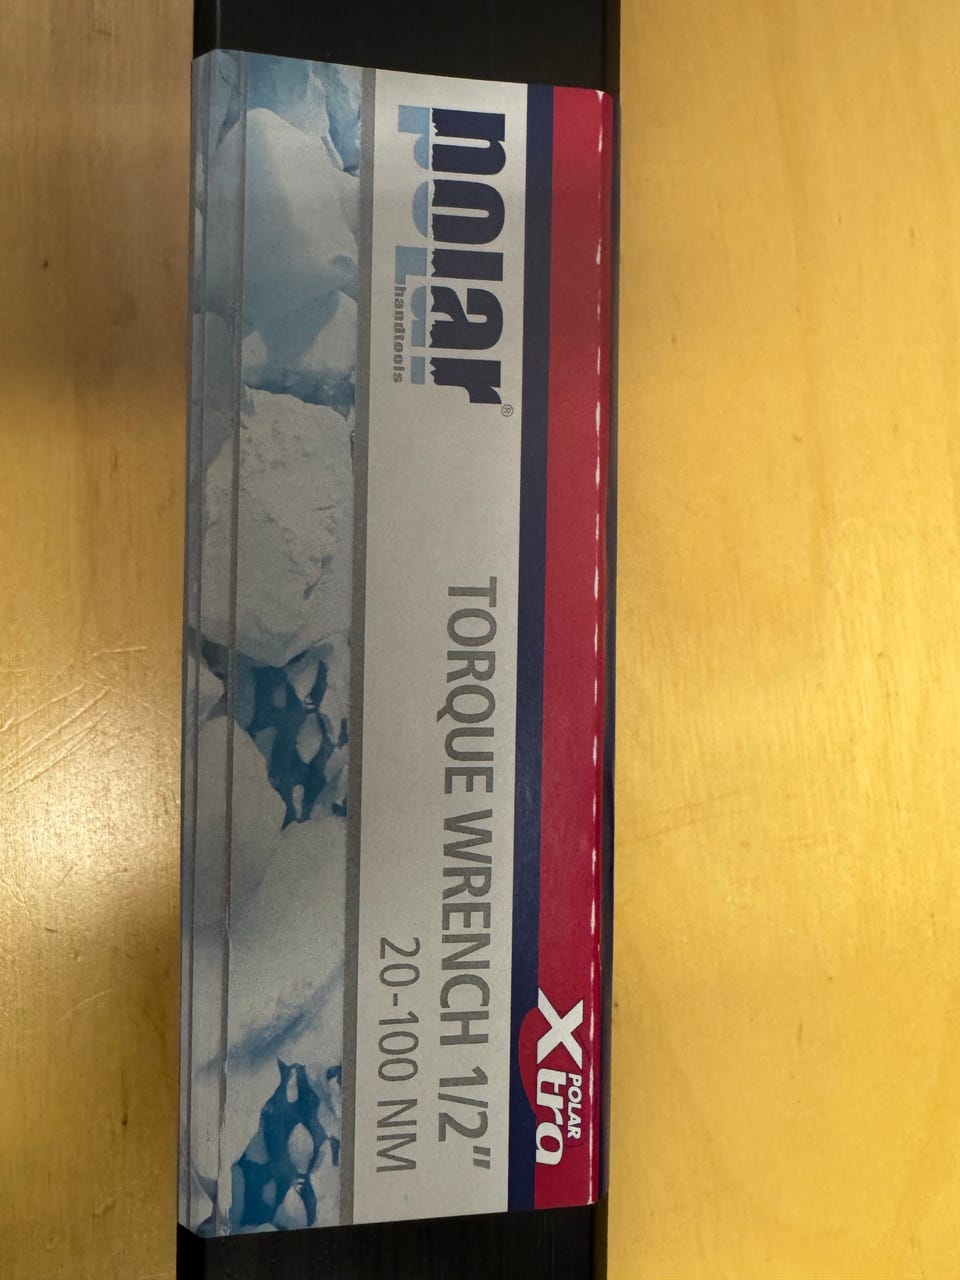 polar®
handtools
TORQUE WRENCH 1/2"
20-100 NM
POLAR
Xtra